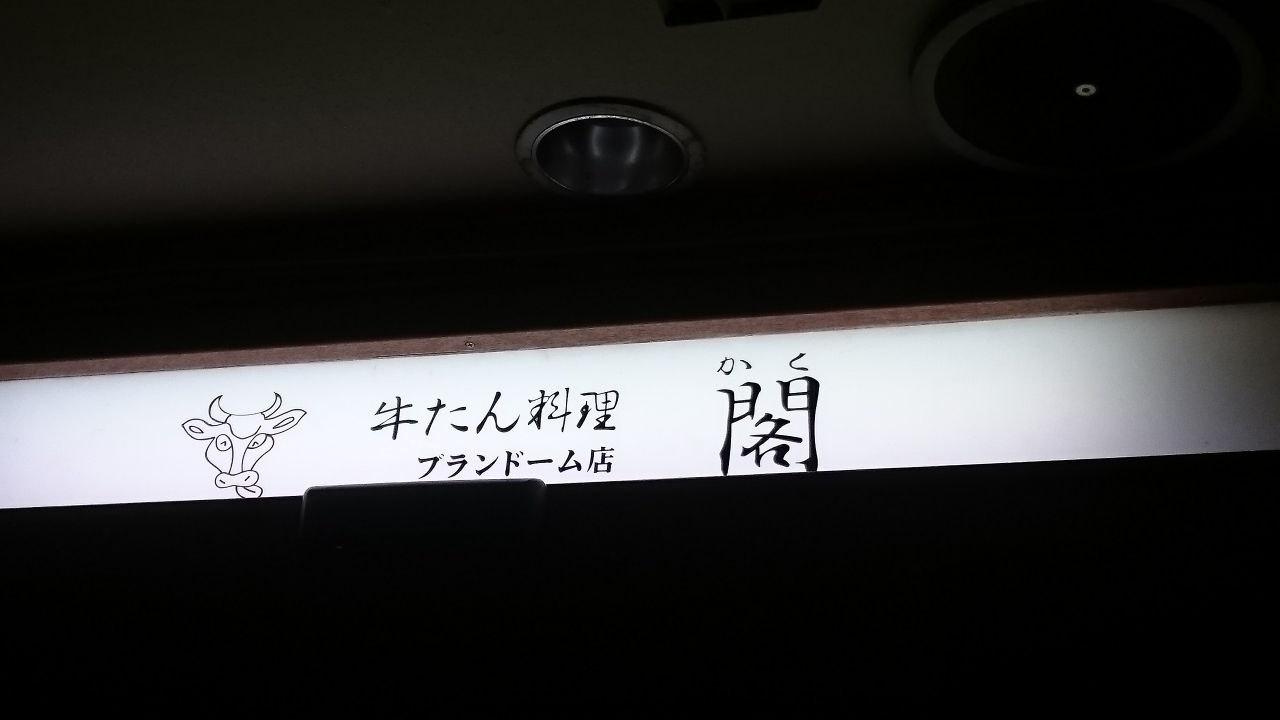 牛たん料理
ブランドーム店
かく
閣